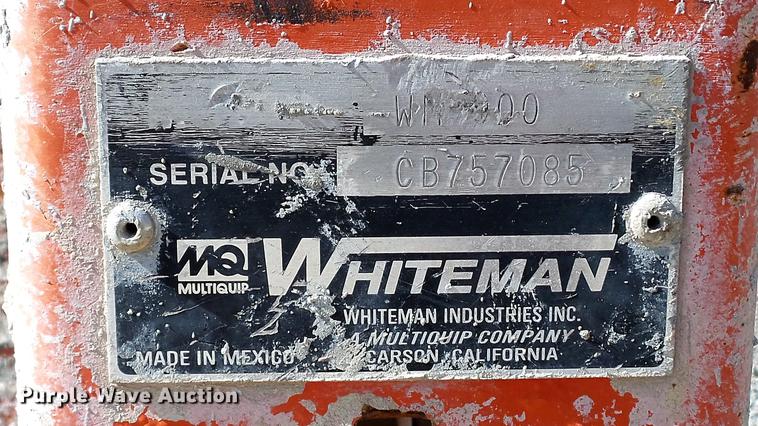 SERIAL NO.
CB757085
MQ WHITEMAN
MULTIQUIP
WHITEMAN INDUSTRIES INC.
A MULTIQUIP COMPANY
MADE IN MEXICO CARSON, CALIFORNIA
Purple Wave Auction